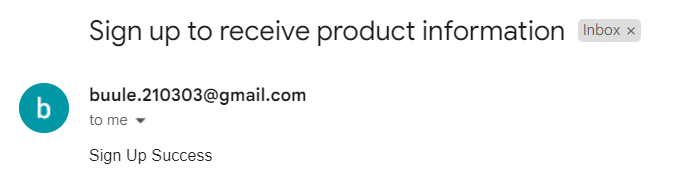 Sign up to receive product information Inbox ×
b
buule.210303@gmail.com
to me
Sign Up Success